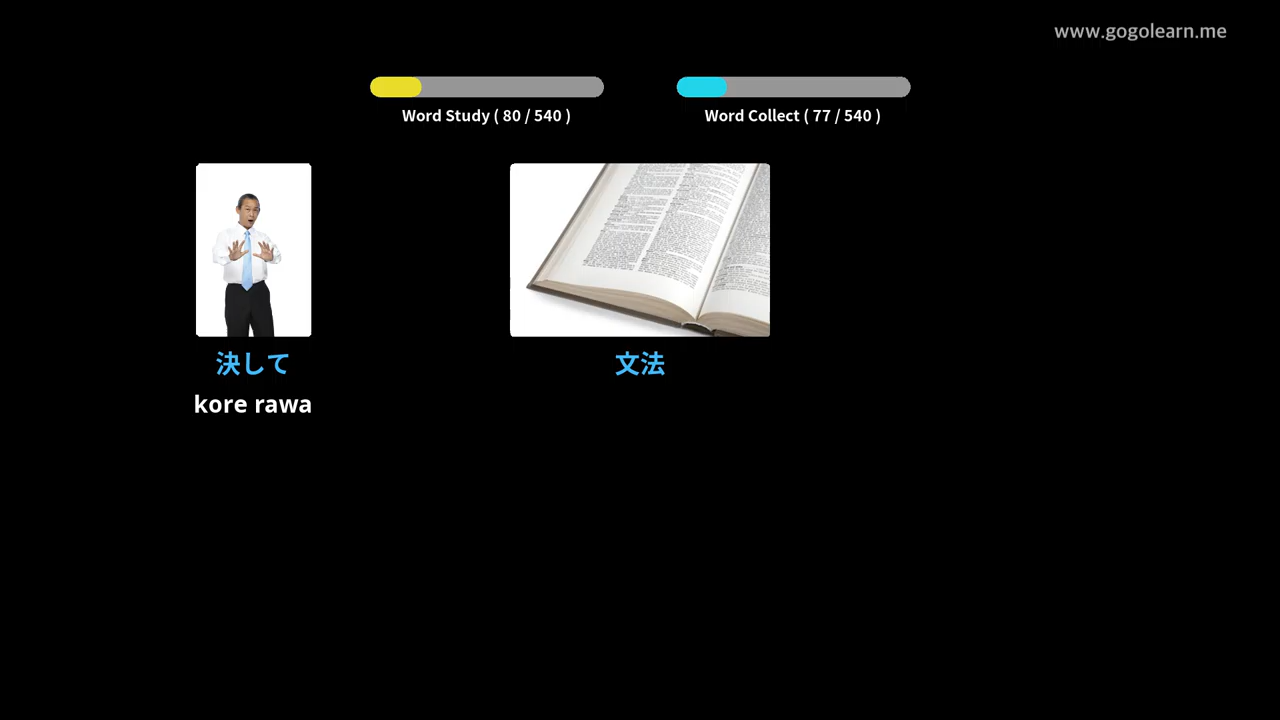 www.gogolearn.me
Word Study ( 80 / 540 )
Word Collect ( 77 / 540 )
決して
文法
kore rawa